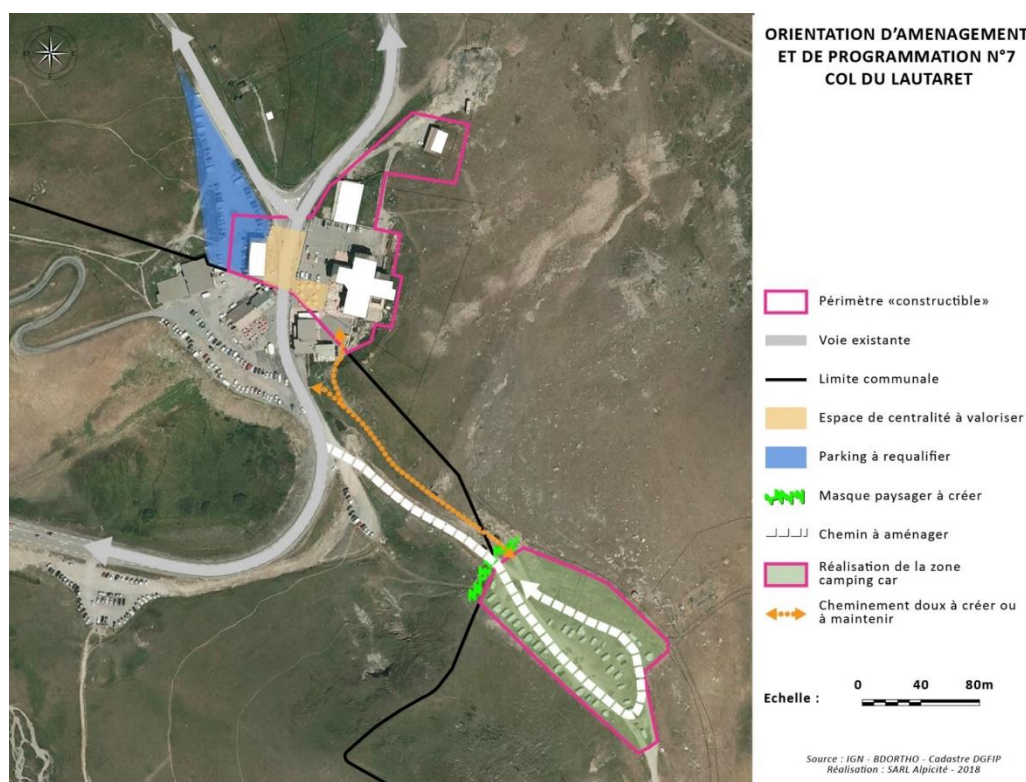 ORIENTATION D'AMENAGEMENT
ET DE PROGRAMMATION N°7
COL DU LAUTARET
Périmètre «constructible»
Voie existante
Limite communale
Espace de centralité à valoriser
Parking à requalifier
Masque paysager à créer
Chemin à aménager
Réalisation de la zone
camping car
Cheminement doux à créer ou
à maintenir
Echelle :
0 40 80m
Source : IGN - BDORTHO - Cadastre DGFIP
Réalisation : SARL Alpicité - 2018